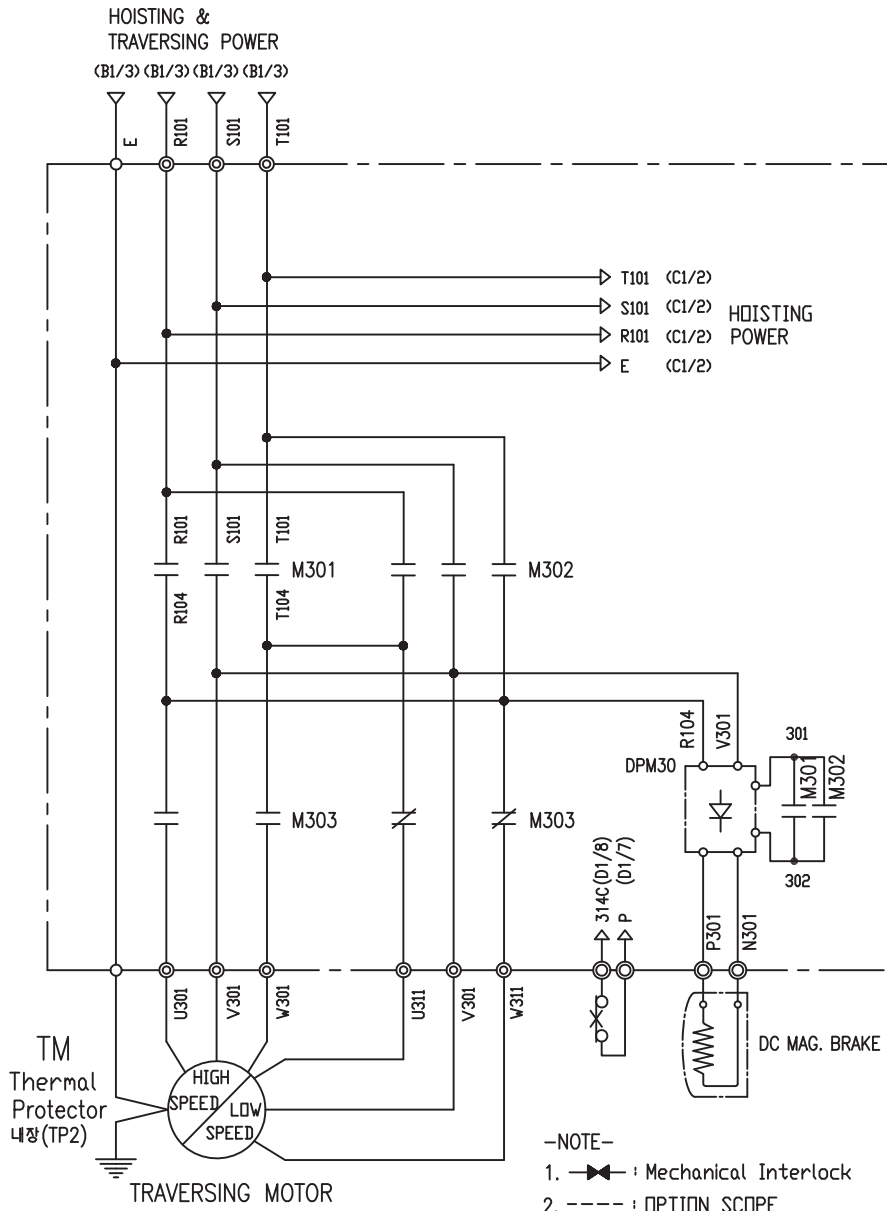 HOISTING &
TRAVERSING POWER
(B1/3) (B1/3) (B1/3) (B1/3)
E
R101
S101
T101
T101 (C1/2)
S101 (C1/2)
R101 (C1/2)
E (C1/2)
HOISTING
POWER
R101
S101
T101
M301
M302
R104
T104
R104
V301
301
DPM30
M301
M302
M303
M303
314C(D1/8)
P (D1/7)
302
P301
N301
U301
V301
W301
U311
V301
W311
TM
Thermal
Protector
내장(TP2)
HIGH
SPEED
LOW
SPEED
DC MAG. BRAKE
TRAVERSING MOTOR
-NOTE-
1. : Mechanical Interlock
2. ----- : OPTION SCOPE